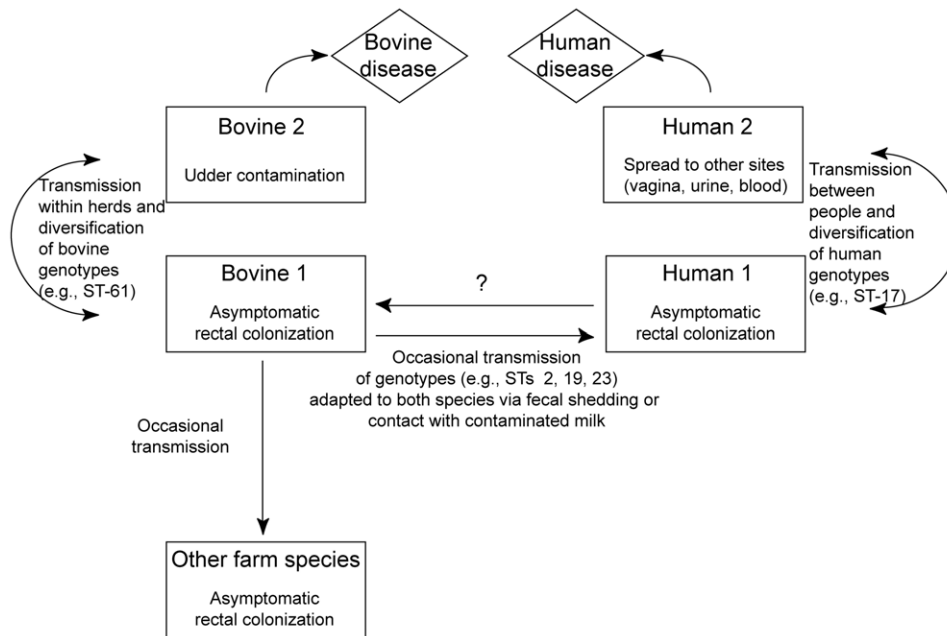 Bovine
disease
Human
disease
Bovine 2
Udder contamination
Human 2
Spread to other sites
(vagina, urine, blood)
Transmission
within herds and
diversification
of bovine
genotypes
(e.g., ST-61)
Transmission
between
people and
diversification
of human
genotypes
(e.g., ST-17)
Bovine 1
Asymptomatic
rectal colonization
?
Human 1
Asymptomatic
rectal colonization
Occasional transmission
of genotypes (e.g., STs 2, 19, 23)
adapted to both species via fecal shedding or
contact with contaminated milk
Occasional
transmission
Other farm species
Asymptomatic
rectal colonization